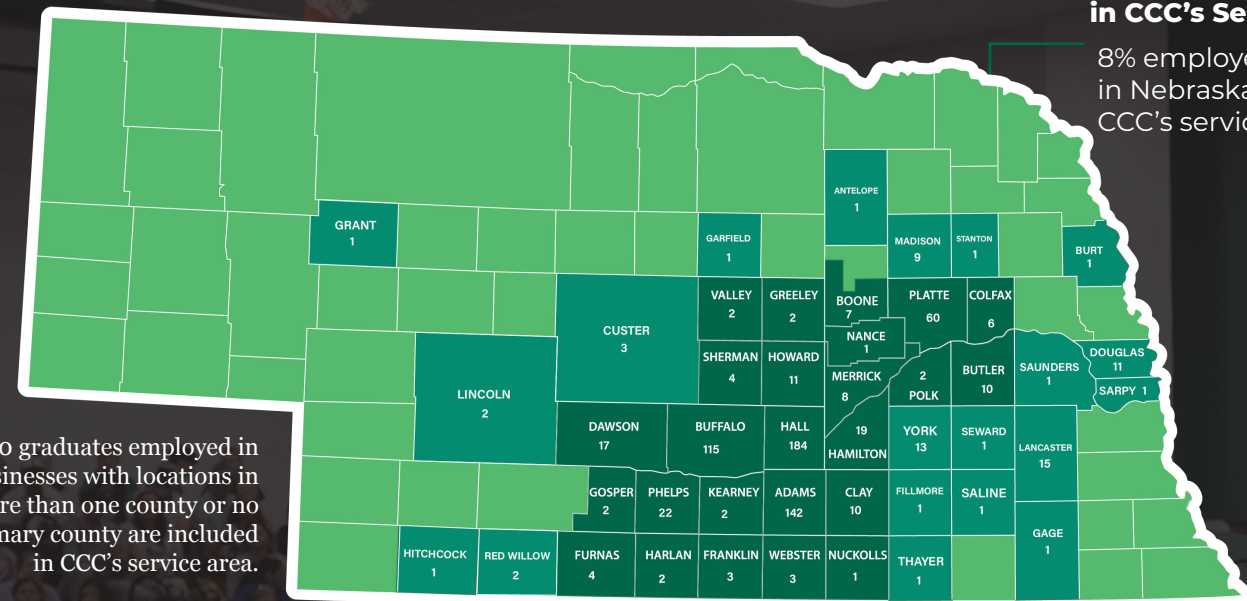 in CCC's Se
8% employe
in Nebraska
CCC's servic
ANTELOPE
1
GRANT
1
GARFIELD
1
MADISON
9
STANTON
1
BURT
1
VALLEY
2
GREELEY
2
BOONE
7
PLATTE
60
COLFAX
6
CUSTER
3
NANCE
1
SHERMAN
4
HOWARD
11
MERRICK
8
2
POLK
BUTLER
10
SAUNDERS
1
DOUGLAS
11
SARPY 1
LINCOLN
2
DAWSON
17
BUFFALO
115
HALL
184
19
HAMILTON
YORK
13
SEWARD
1
LANCASTER
15
o graduates employed in
sinesses with locations in
re than one county or no
mary county are included
in CCC's service area.
GOSPER
2
PHELPS
22
KEARNEY
2
ADAMS
142
CLAY
10
FILLMORE
1
SALINE
1
GAGE
1
HITCHCOCK
1
RED WILLOW
2
FURNAS
4
HARLAN
2
FRANKLIN
3
WEBSTER
3
NUCKOLLS
1
THAYER
1